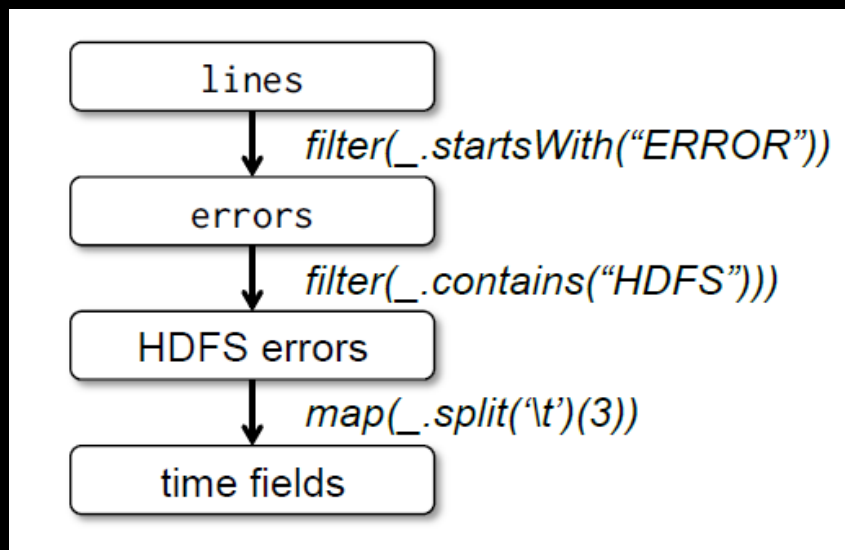 lines
filter(_.startsWith(“ERROR”))
errors
filter(_.contains(“HDFS”)))
HDFS errors
map(_.split(‘\t’)(3))
time fields